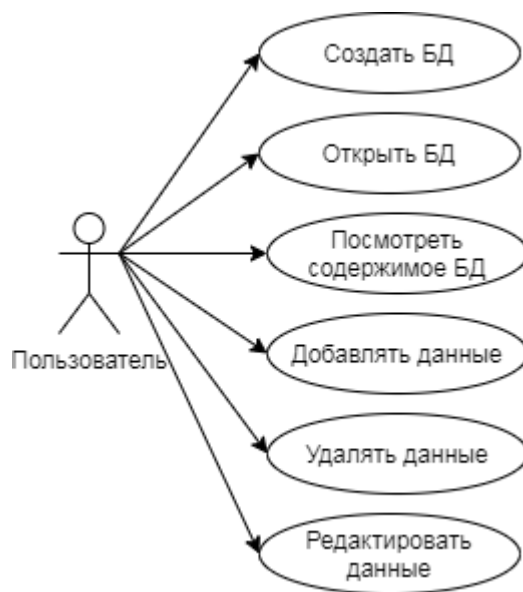 Создать БД
Открыть БД
Посмотреть
содержимое БД
Пользователь
Добавлять данные
Удалять данные
Редактировать
данные